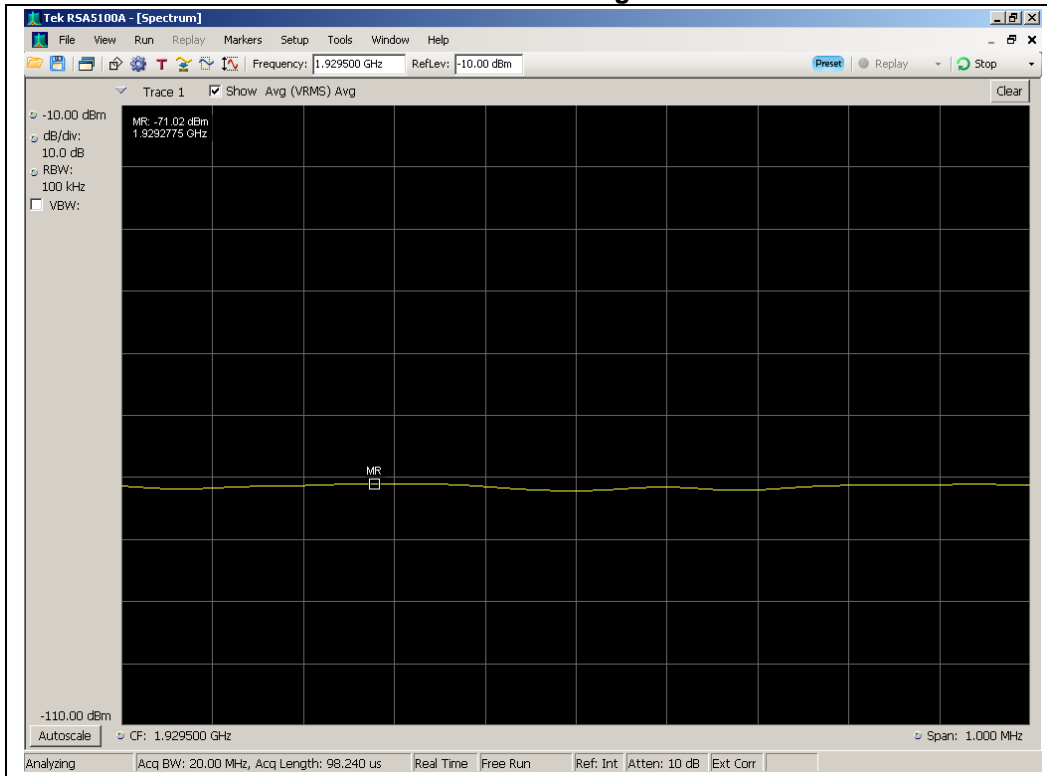 Tek RSA5100A - [Spectrum]
File View Run Replay Markers Setup Tools Window Help
Frequency: 1.929500 GHz RefLev: -10.00 dBm Preset Replay Stop
Trace 1 Show Avg (VRMS) Avg Clear
-10.00 dBm
dB/div:
10.0 dB
RBW:
100 kHz
VBW:
MR: -71.02 dBm
1.9292775 GHz
MR
-110.00 dBm
Autoscale CF: 1.929500 GHz Span: 1.000 MHz
Analyzing Acq BW: 20.00 MHz, Acq Length: 98.240 us Real Time Free Run Ref: Int Atten: 10 dB Ext Corr